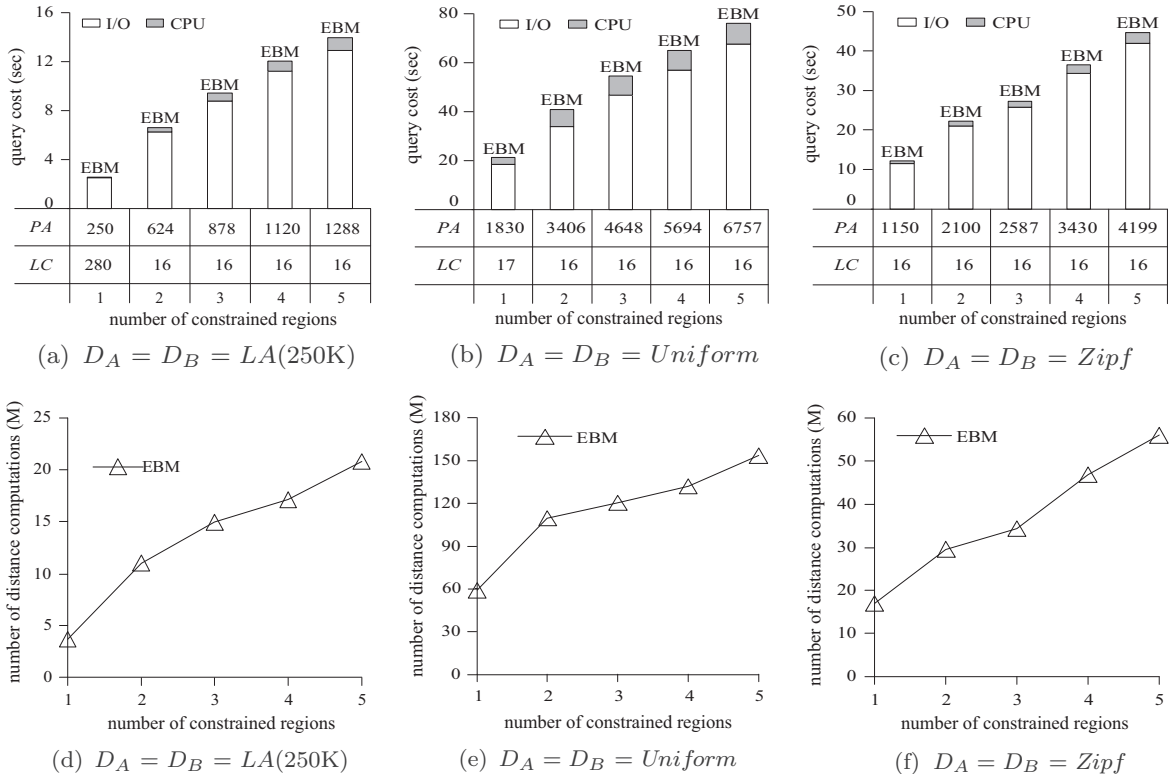 query cost (sec)
16
12
8
4
0
I/O CPU
EBM
EBM
EBM
EBM
EBM
PA 250 624 878 1120 1288
LC 280 16 16 16 16
1 2 3 4 5
number of constrained regions
(a) D_A = D_B = LA(250K)
query cost (sec)
80
60
40
20
0
I/O CPU
EBM
EBM
EBM
EBM
EBM
PA 1830 3406 4648 5694 6757
LC 17 16 16 16 16
1 2 3 4 5
number of constrained regions
(b) D_A = D_B = Uniform
query cost (sec)
50
40
30
20
10
0
I/O CPU
EBM
EBM
EBM
EBM
EBM
PA 1150 2100 2587 3430 4199
LC 16 16 16 16 16
1 2 3 4 5
number of constrained regions
(c) D_A = D_B = Zipf
number of distance computations (M)
25
20
15
10
5
0
EBM
1 2 3 4 5
number of constrained regions
(d) D_A = D_B = LA(250K)
number of distance computations (M)
180
150
120
90
60
30
0
EBM
1 2 3 4 5
number of constrained regions
(e) D_A = D_B = Uniform
number of distance computations (M)
60
50
40
30
20
10
0
EBM
1 2 3 4 5
number of constrained regions
(f) D_A = D_B = Zipf